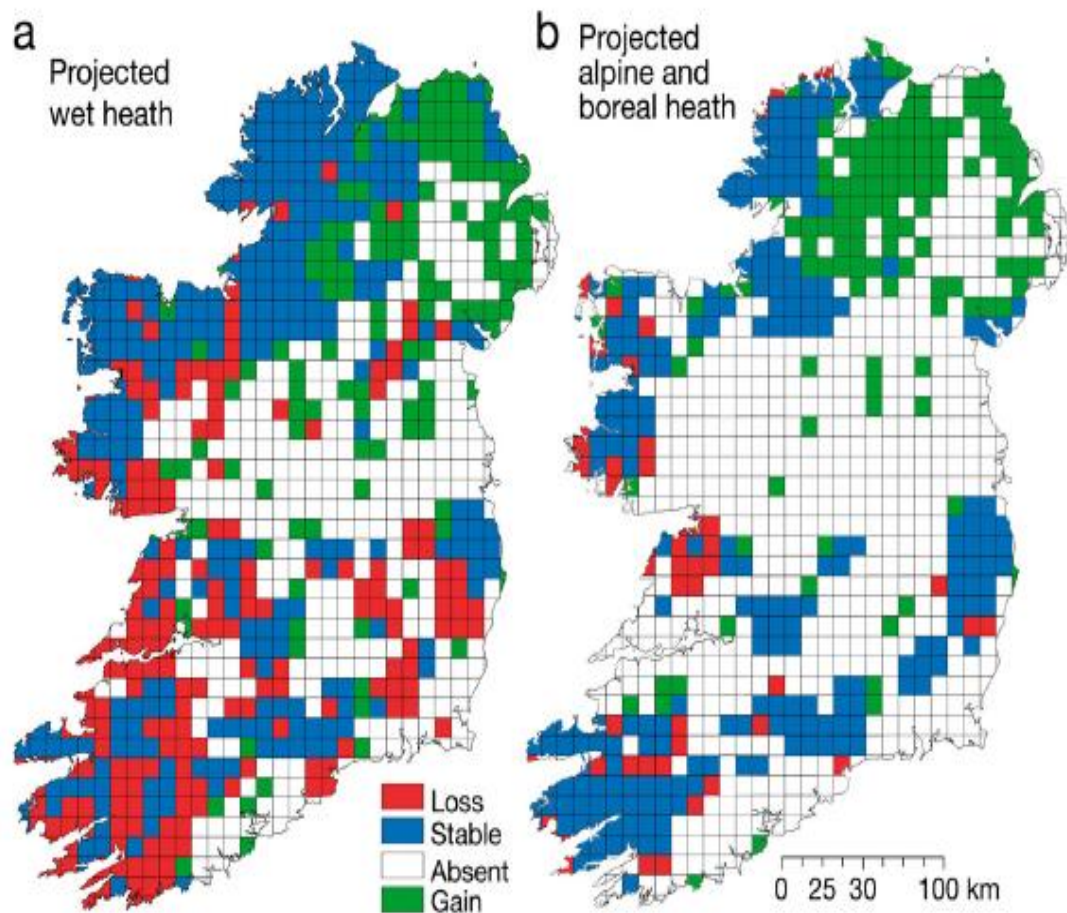 a
Projected
wet heath
b
Projected
alpine and
boreal heath
Loss
Stable
Absent
Gain
0 25 30 100 km